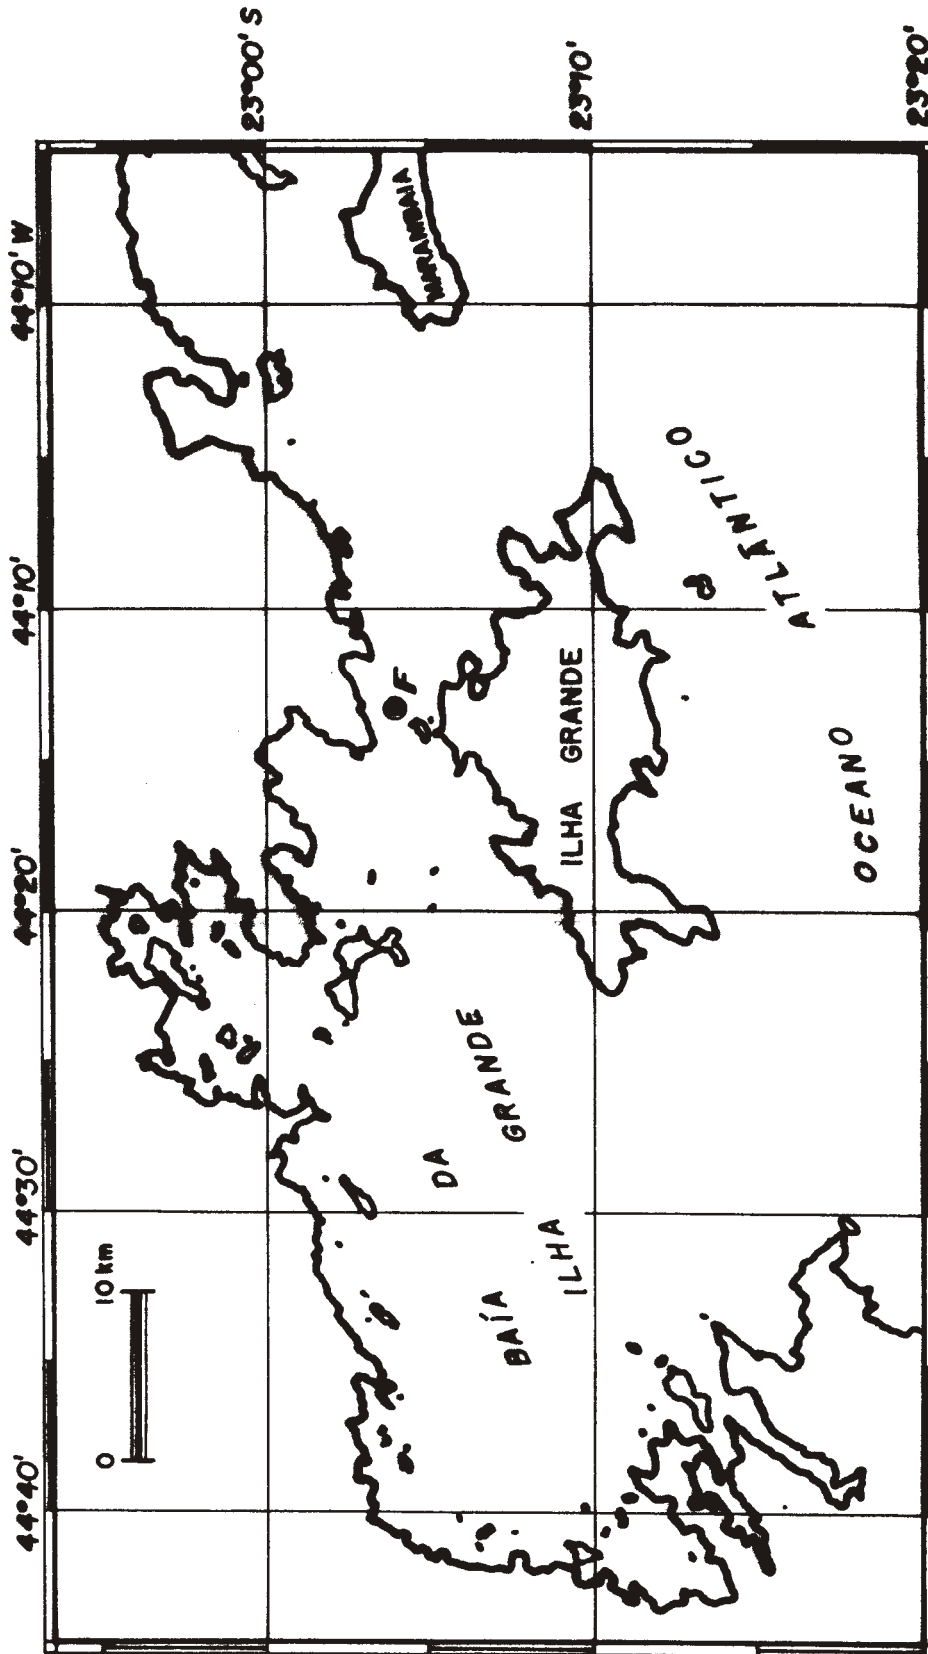 44°40'
44°30'
44°20'
44°10'
44°10' W
0 10 km
23°00' S
23°10'
23°20'
MARAMBAIA
F
BAÍA
DA
ILHA
GRANDE
ILHA GRANDE
OCEANO
ATLÂNTICO